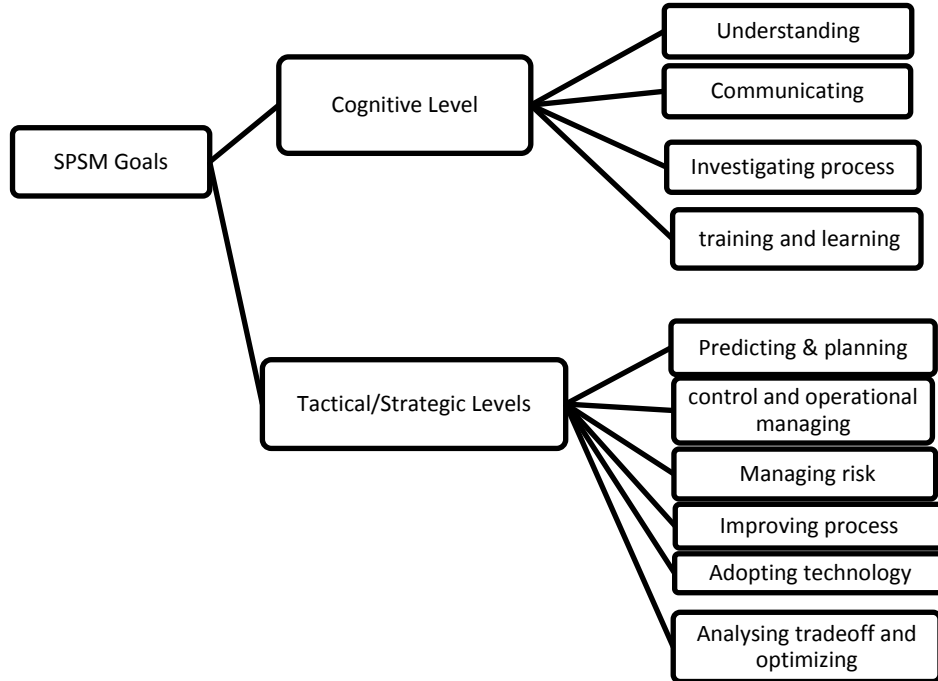 SPSM Goals
Cognitive Level
Understanding
Communicating
Investigating process
training and learning
Tactical/Strategic Levels
Predicting & planning
control and operational
managing
Managing risk
Improving process
Adopting technology
Analysing tradeoff and
optimizing